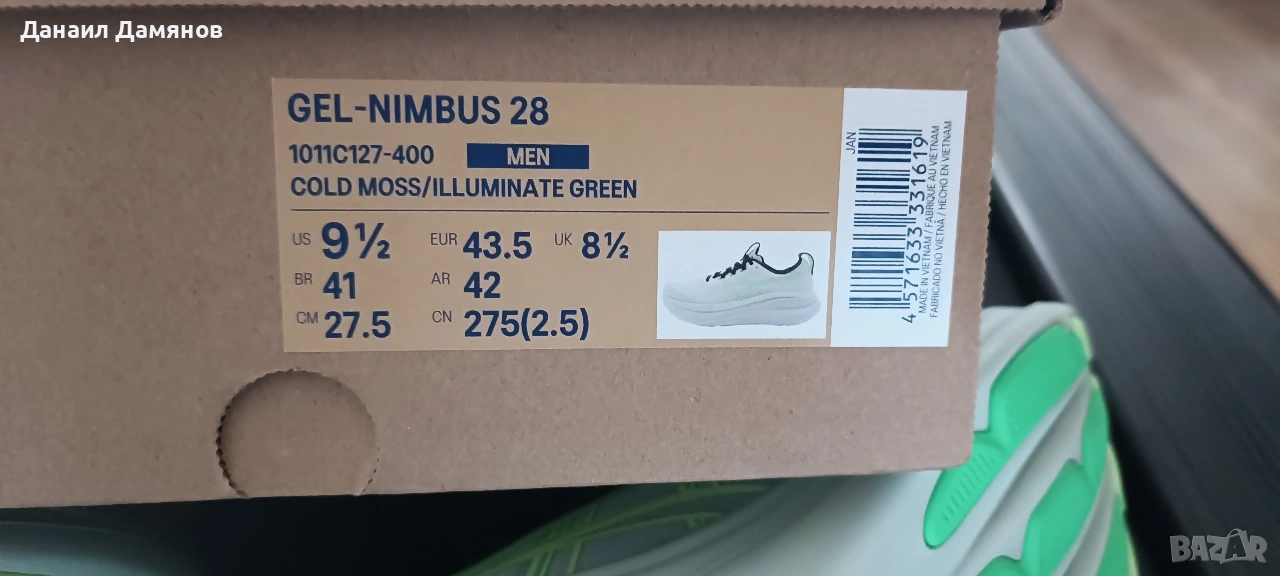 Данаил Дамянов
GEL-NIMBUS 28
1011C127-400 MEN
COLD MOSS/ILLUMINATE GREEN
US 9½ EUR 43.5 UK 8½
BR 41 AR 42
CM 27.5 CN 275(2.5)
JAN
4 571633 331619
MADE IN VIETNAM / FABRIQUÉ AU VIETNAM
FABRICADO NO VIETNÃ / HECHO EN VIETNAM
BAZAR